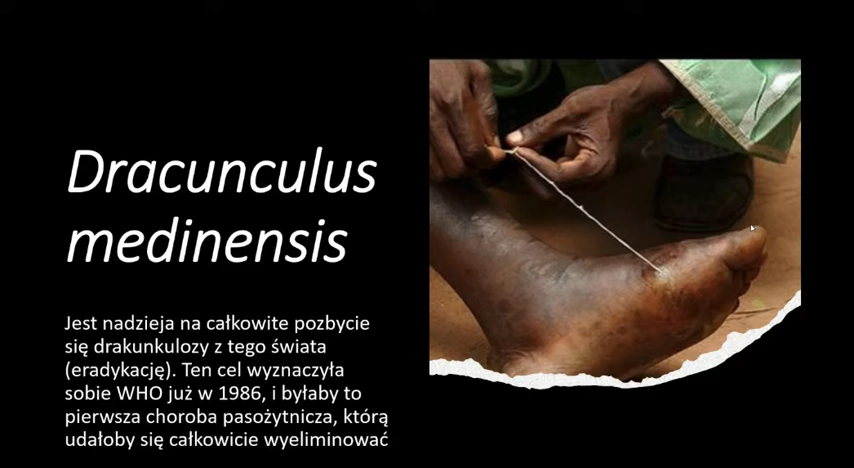 Dracunculus
medinensis
Jest nadzieja na całkowite pozbycie
się drakunkulozy z tego świata
(eradykację). Ten cel wyznaczyła
sobie WHO już w 1986, i byłaby to
pierwsza choroba pasożytnicza, którą
udałoby się całkowicie wyeliminować